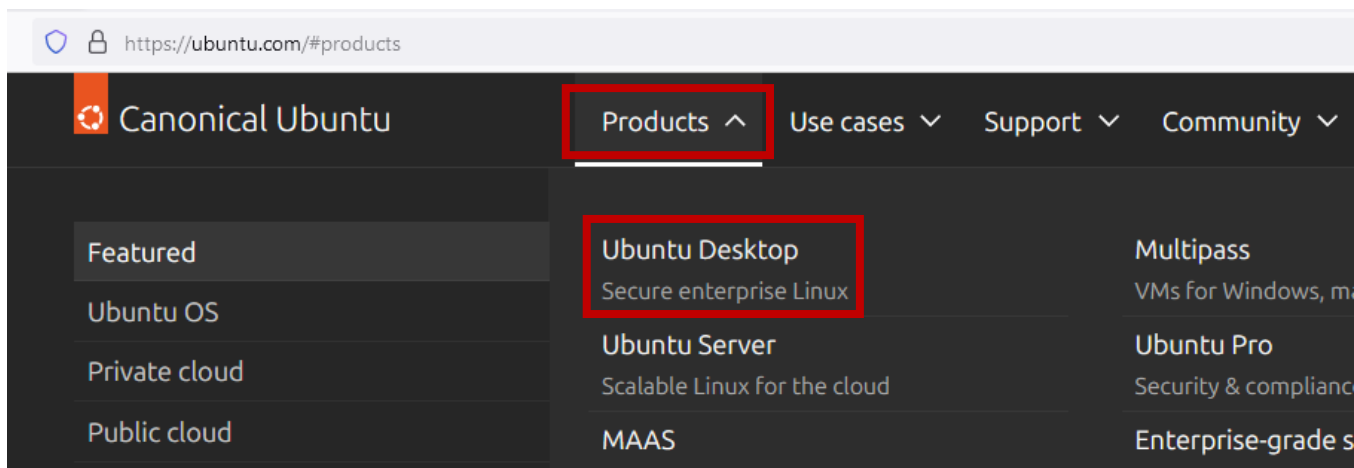 https://ubuntu.com/#products
Canonical Ubuntu
Products
Use cases
Support
Community
Featured
Ubuntu OS
Private cloud
Public cloud
Ubuntu Desktop
Secure enterprise Linux
Ubuntu Server
Scalable Linux for the cloud
MAAS
Multipass
VMs for Windows,
Ubuntu Pro
Security &
Enterprise-grade